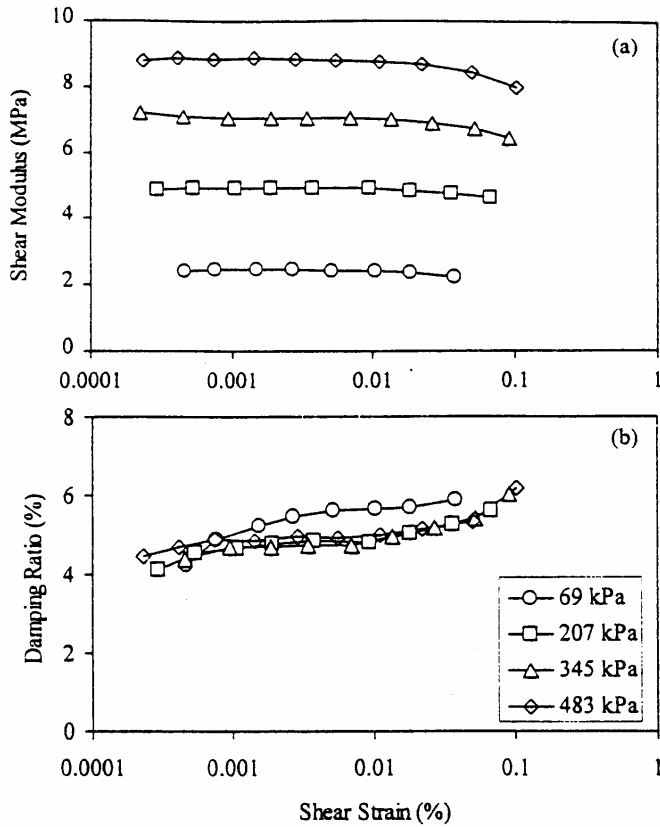 (a)
Shear Modulus (MPa)
10
8
6
4
2
0
0.0001
0.001
0.01
0.1
1
(b)
Damping Ratio (%)
8
6
4
2
0
69 kPa
207 kPa
345 kPa
483 kPa
0.0001
0.001
0.01
0.1
1
Shear Strain (%)